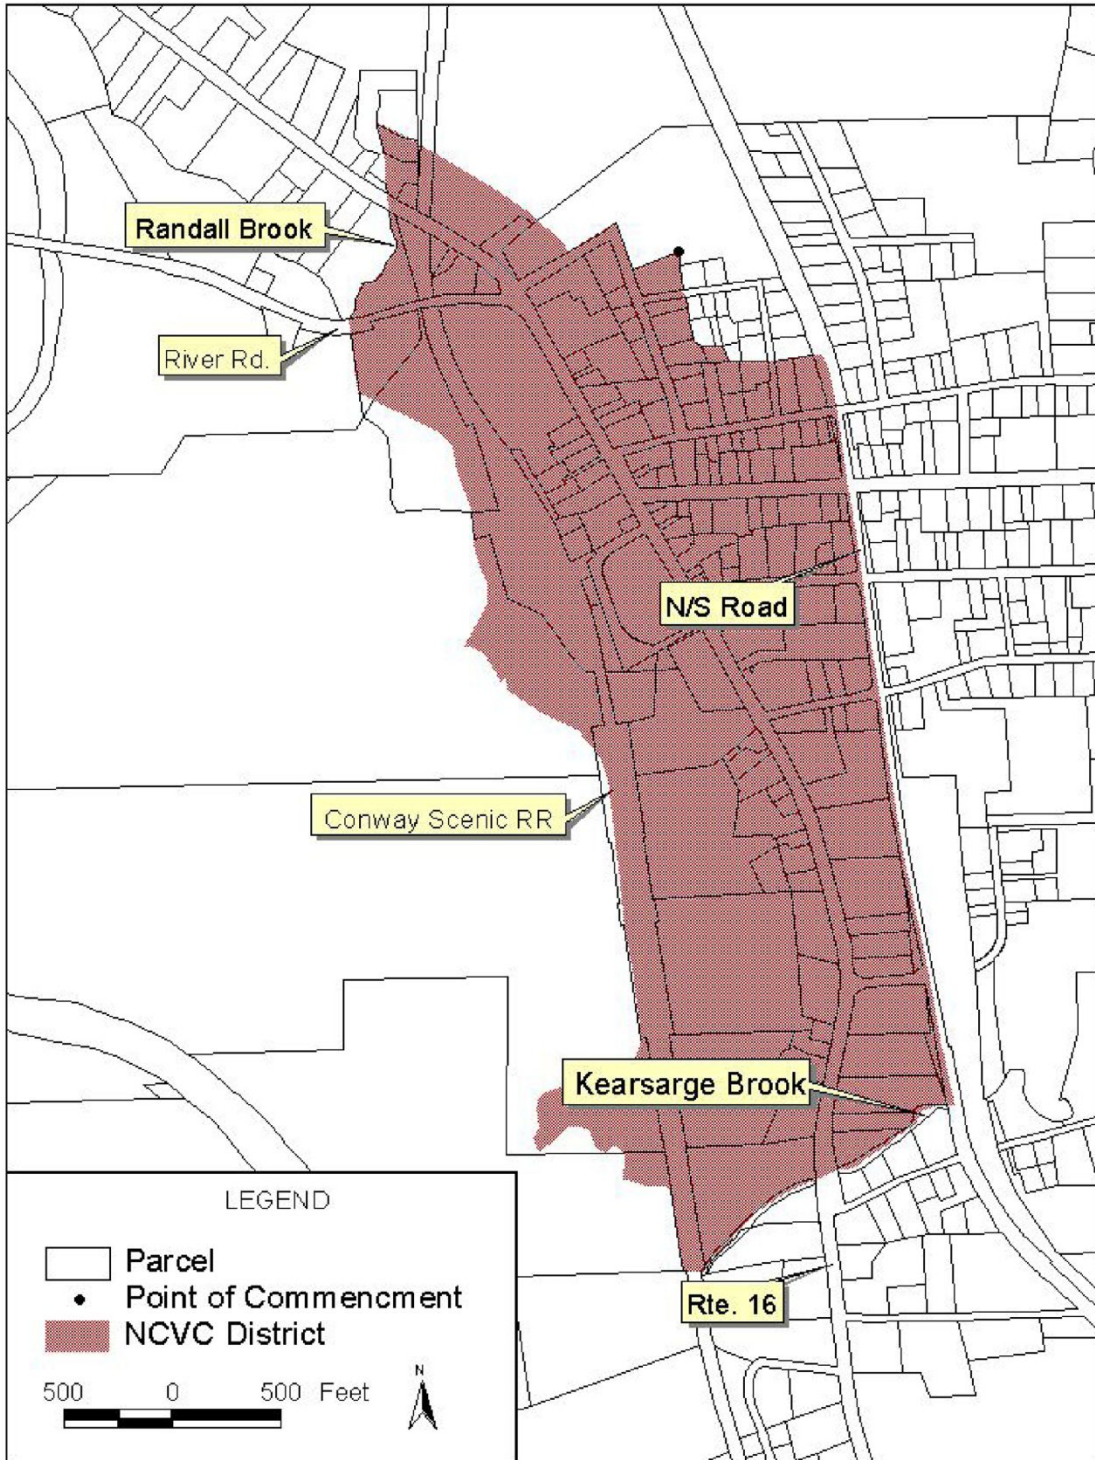 Randall Brook
River Rd.
N/S Road
Conway Scenic RR
Kearsarge Brook
Rte. 16
LEGEND
Parcel
Point of Commencment
NCVC District
500 0 500 Feet
N